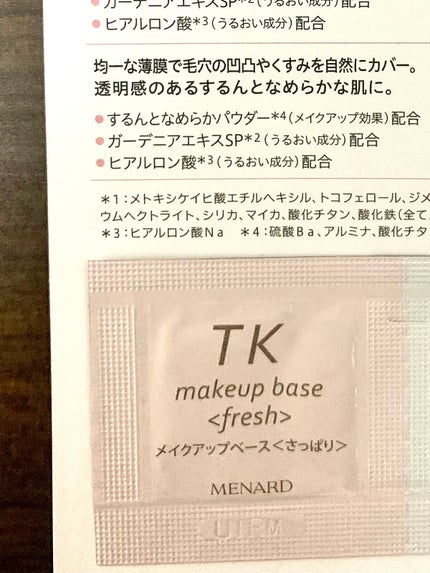 ガーデニアエキスSP*2(うるおい成分)配合
ヒアルロン酸*3(うるおい成分)配合
均一な薄膜で毛穴の凹凸やくすみを自然にカバー。
透明感のあるするんとなめらかな肌に。
するんとなめらかパウダー*4(メイクアップ効果)配合
ガーデニアエキスSP*2(うるおい成分)配合
ヒアルロン酸*3(うるおい成分)配合
*1:メトキシケイヒ酸エチルヘキシル、トコフェロール、ジメ
ウムヘクトライト、シリカ、マイカ、酸化チタン、酸化鉄(全て
*3:ヒアルロン酸Na *4:硫酸Ba、アルミナ、酸化チタ
TK
makeup base
<fresh>
メイクアップベース<さっぱり>
MENARD